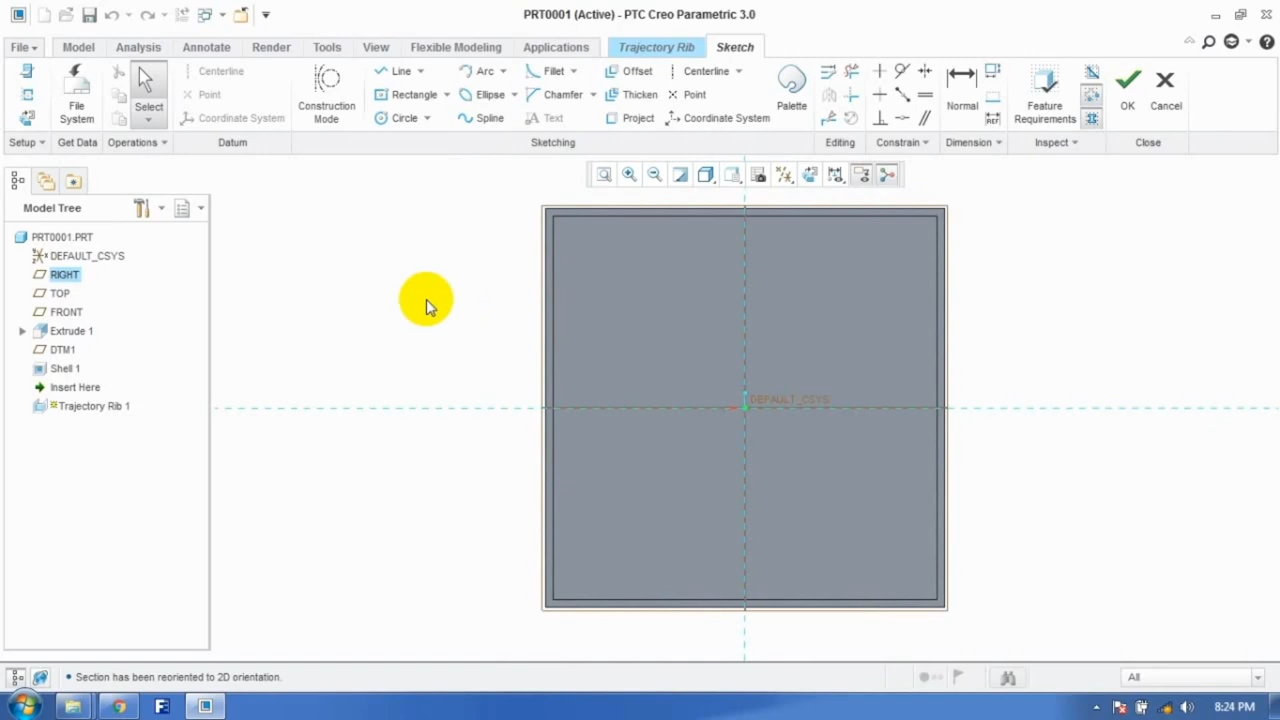 PRT0001 (Active) - PTC Creo Parametric 3.0
File Model Analysis Annotate Render Tools View Flexible Modeling Applications Trajectory Rib Sketch
File System
Select
Centerline
Point
Coordinate System
Construction Mode
Line Arc Fillet Offset Centerline
Rectangle Ellipse Chamfer Thicken Point
Circle Spline Text Project Coordinate System
Palette
Normal
REF
Feature Requirements
OK Cancel
Setup Get Data Operations Datum Sketching Editing Constrain Dimension Inspect Close
Model Tree
PRT0001.PRT
DEFAULT_CSYS
RIGHT
TOP
FRONT
Extrude 1
DTM1
Shell 1
Insert Here
Trajectory Rib 1
DEFAULT_CSYS
Section has been reoriented to 2D orientation.
All
F
8:24 PM